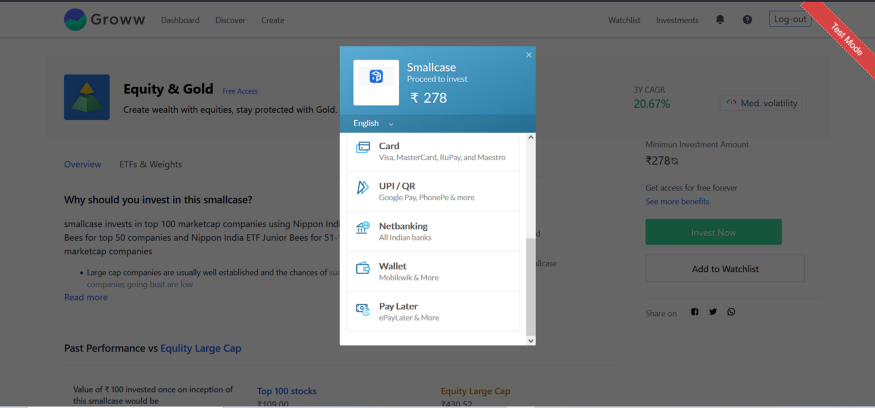 Groww
Dashboard
Discover
Create
Watchlist
Investments
Log-out
Test Mode
Equity & Gold
Free Access
Create wealth with equities, stay protected with Gold.
3Y CAGR
20.67%
Med. volatility
Smallcase
Proceed to invest
₹ 278
English
Card
Visa, MasterCard, RuPay, and Maestro
UPI / QR
Google Pay, PhonePe & more
Netbanking
All Indian banks
Wallet
Mobikwik & More
Pay Later
ePayLater & More
Minimun Investment Amount
₹278
Get access for free forever
See more benefits
Invest Now
Add to Watchlist
Share on
Overview
ETFs & Weights
Why should you invest in this smallcase?
smallcase invests in top 100 marketcap companies using Nippon Indi
Bees for top 50 companies and Nippon India ETF Junior Bees for 51-
marketcap companies
Large cap companies are usually well established and the chances of suc
companies going bust are low
Read more
Past Performance vs Equlity Large Cap
Value of ₹ 100 invested once on inception of
this smallcase would be
Top 100 stocks
₹109.00
Equity Large Cap
₹430.52